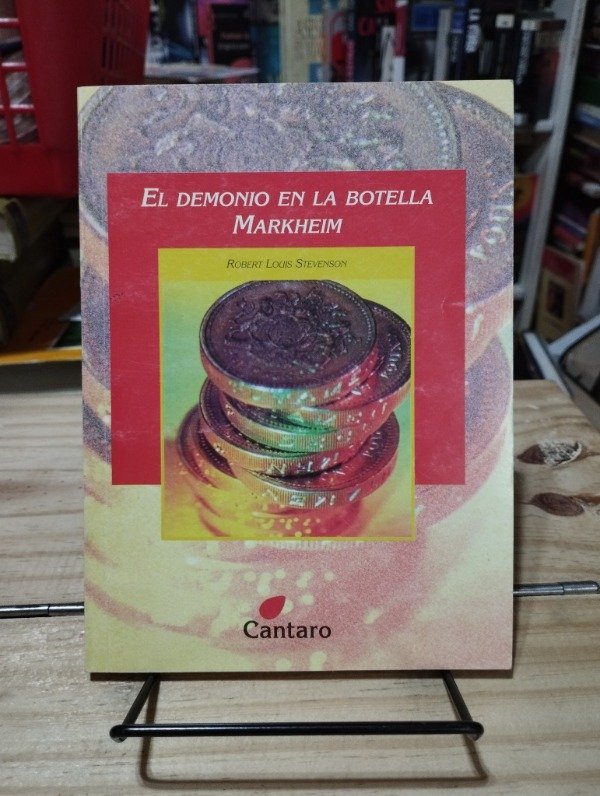 EL DEMONIO EN LA BOTELLA
MARKHEIM
ROBERT LOUIS STEVENSON
Cantaro